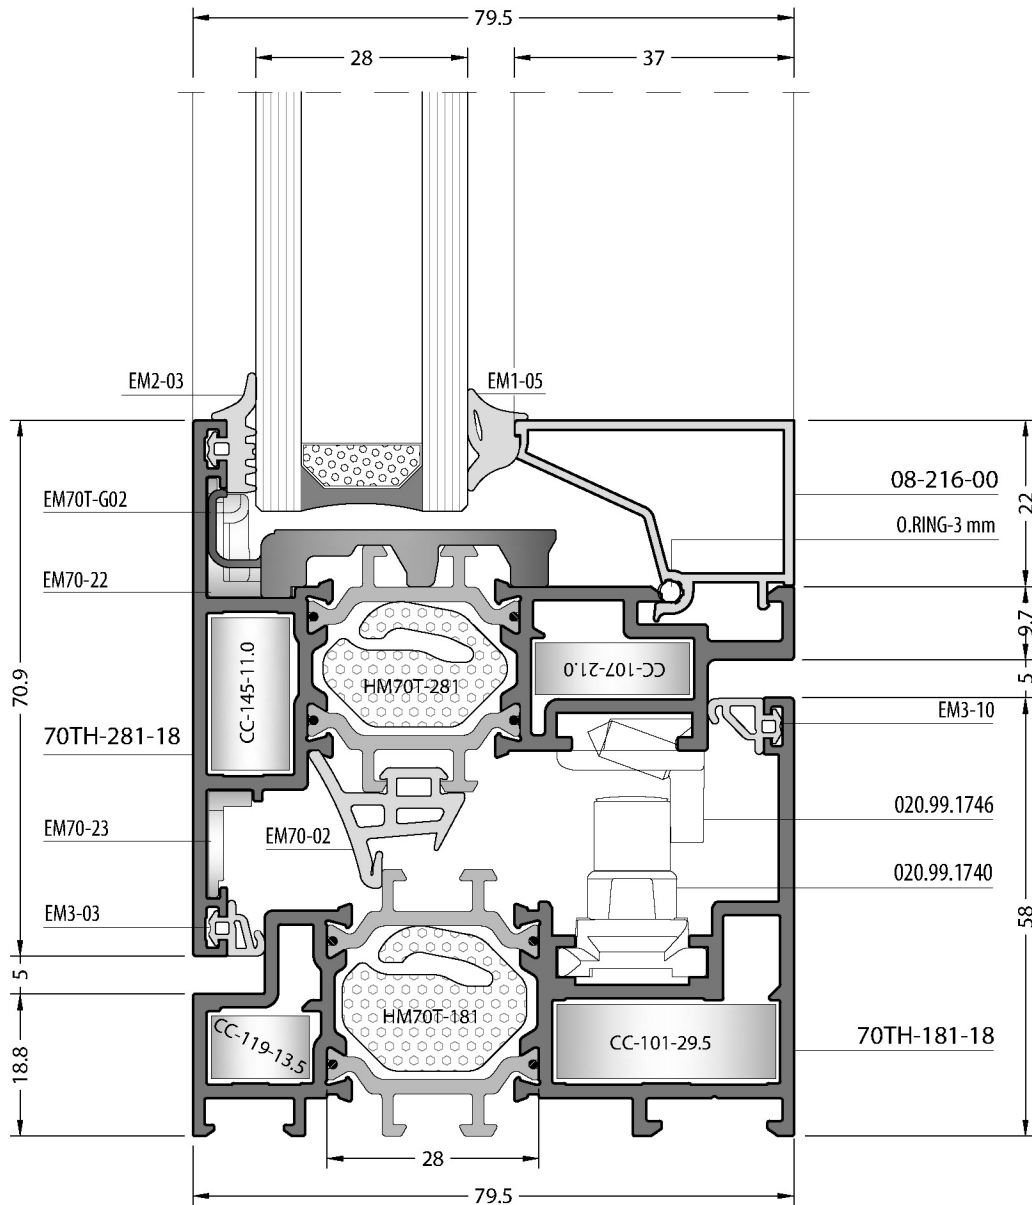 79.5
28
37
EM2-03
EM1-05
08-216-00
22
EM70T-G02
O.RING-3 mm
EM70-22
9.7
CC-145-11.0
HM70T-281
CC-107-21.0
5
70.9
70TH-281-18
EM3-10
EM70-23
EM70-02
020.99.1746
020.99.1740
EM3-03
58
5
HM70T-181
CC-119-13.5
CC-101-29.5
70TH-181-18
18.8
28
79.5